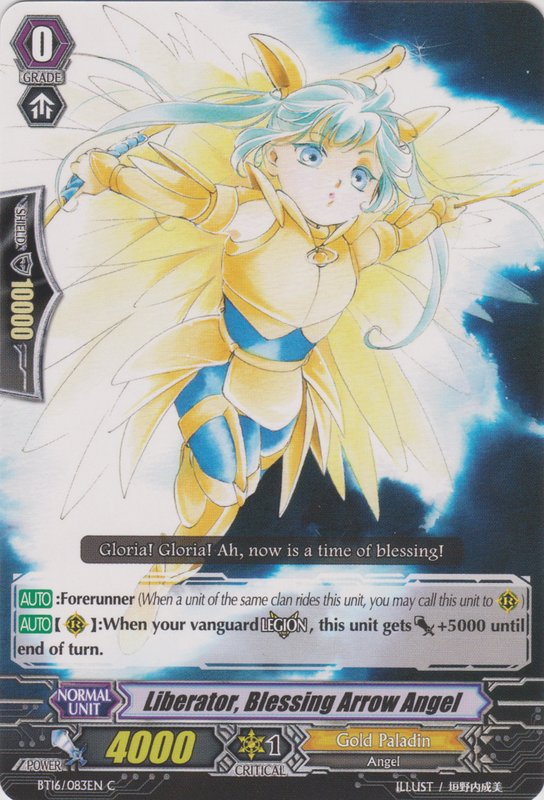 0
GRADE
SHIELD 10000
Gloria! Gloria! Ah, now is a time of blessing!
AUTO:Forerunner (When a unit of the same clan rides this unit, you may call this unit to R)
AUTO【R】:When your vanguard LEGION, this unit gets +5000 until
end of turn.
NORMAL
UNIT
Liberator, Blessing Arrow Angel
POWER 4000
1
CRITICAL
Gold Paladin
Angel
BT16/083EN C
ILLUST / 垣野内成美